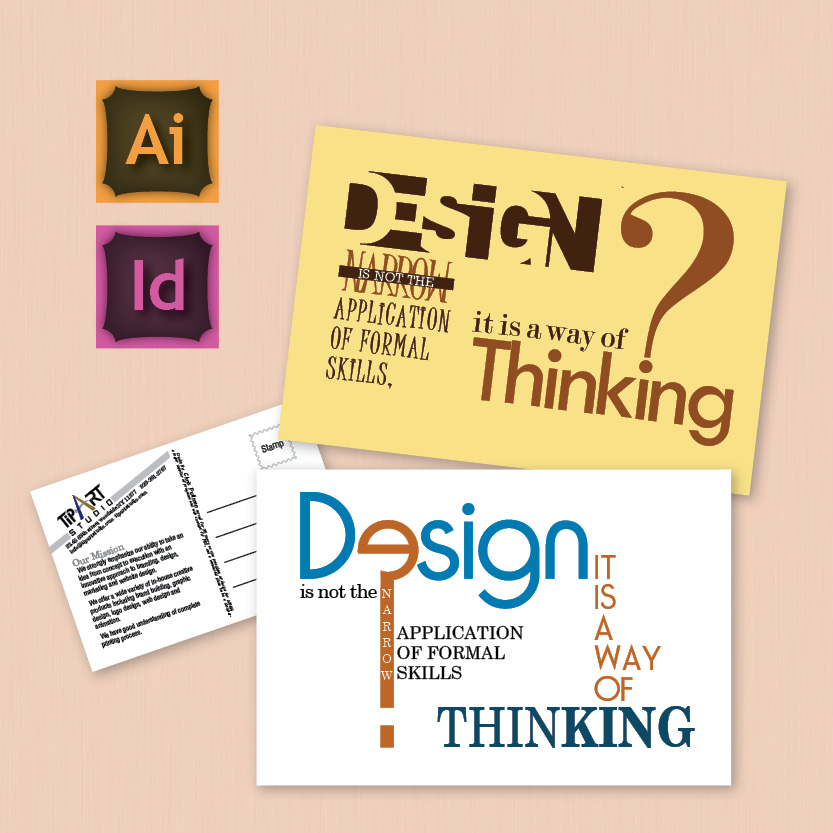 Ai
Id
DESiGN
NARROW
IS NOT THE
APPLICATION
OF FORMAL
SKILLS,
it is a way of
Thinking
?
Stamp
TiPART
STUDIO
Our Mission
We strongly emphasize our ability to take an
idea from concept to execution with an
innovative approach to branding, design,
marketing and website design.
We offer a wide variety of in-house creative
products including brand building, graphic
design, logo design, web design and
animation.
We have good understanding of complete
printing process.
Design
is not the
NARROW
APPLICATION
OF FORMAL
SKILLS
IT
IS
A
WAY
OF
THINKING